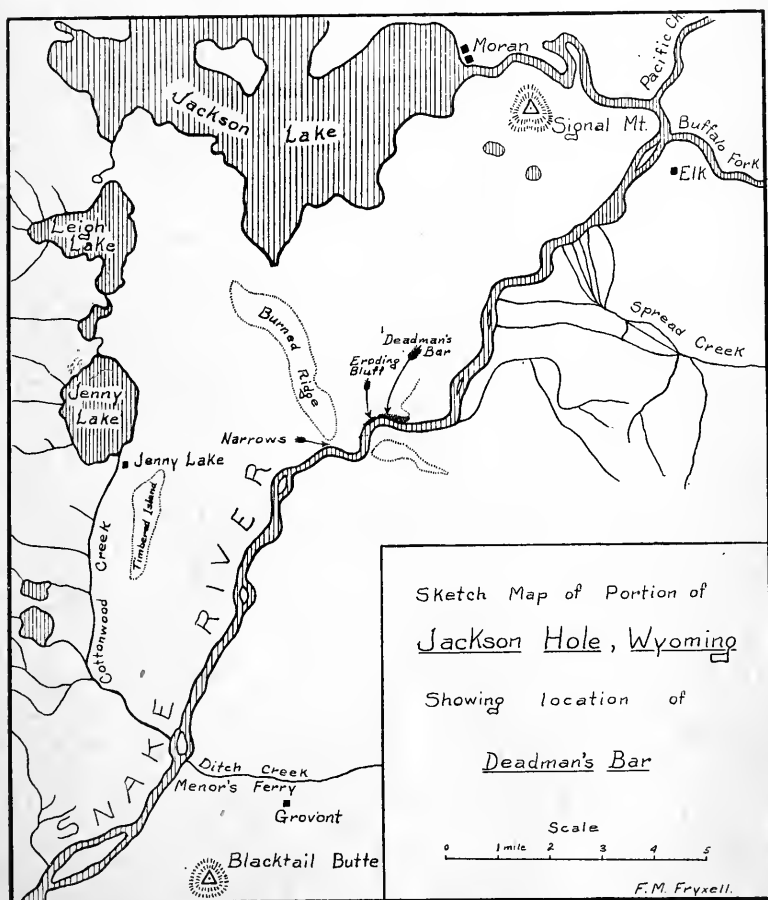 Moran
Pacific Ch.
Jackson
Lake
Signal Mt.
Buffalo Fork
Elk
Leigh
Lake
Spread Creek
Burned Ridge
Deadman's
Bar
Eroding
Bluff
Jenny
Lake
Narrows
Jenny Lake
Timbered Island
Cottonwood Creek
SNAKE RIVER
Ditch Creek
Menor's Ferry
Grovont
Blacktail Butte
Sketch Map of Portion of
Jackson Hole, Wyoming
Showing location of
Deadman's Bar
Scale
0 1 mile 2 3 4 5
F.M. Fryxell.